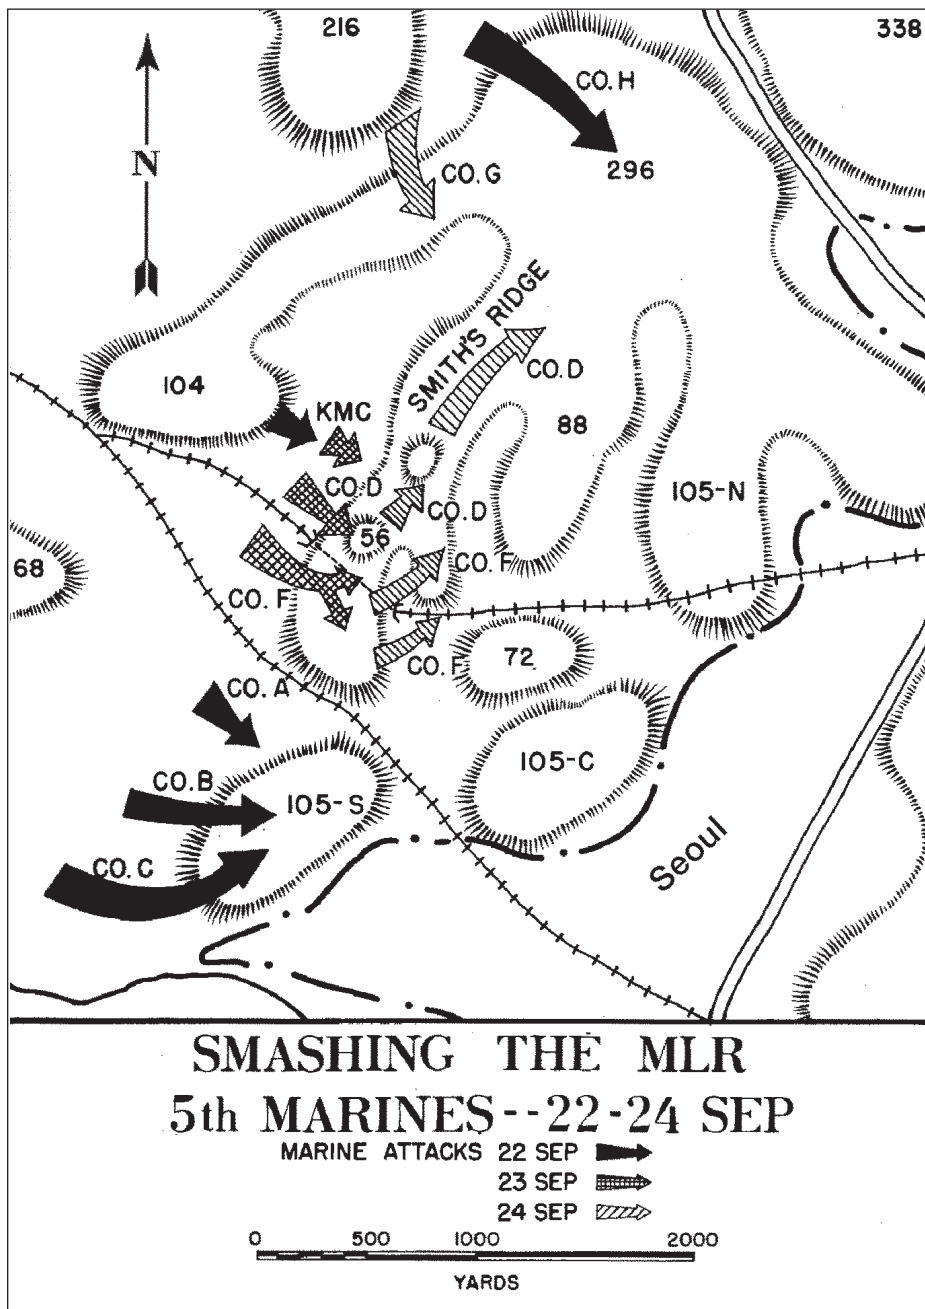 216
338
CO. H
N
CO. G
296
SMITH'S RIDGE
CO. D
104
KMC
88
CO. D
105-N
CO. D
56
68
CO. F
CO. F
72
CO. F
CO. A
105-C
CO. B
105-S
Seoul
CO. C
SMASHING THE MLR
5th MARINES--22-24 SEP
MARINE ATTACKS 22 SEP
23 SEP
24 SEP
0 500 1000 2000
YARDS